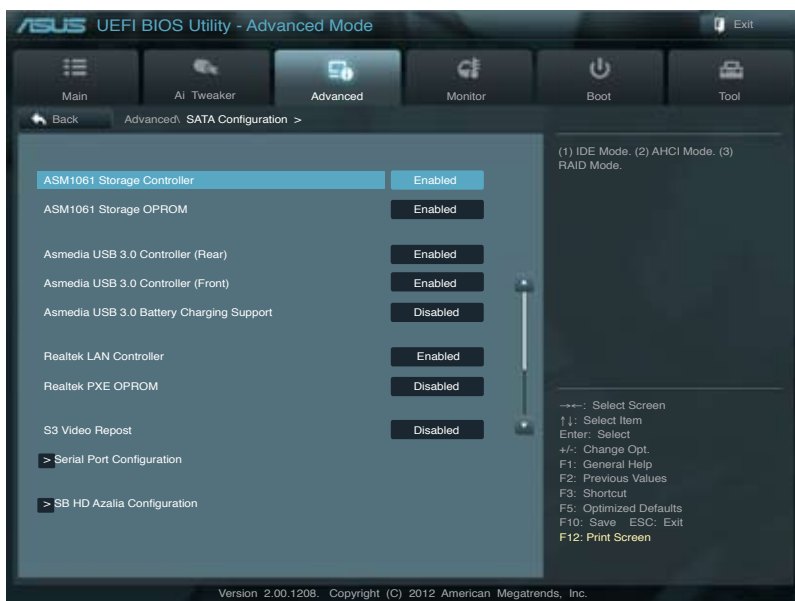 ASUS UEFI BIOS Utility - Advanced Mode
Exit
Main
Ai Tweaker
Advanced
Monitor
Boot
Tool
Back
Advanced\ SATA Configuration >
(1) IDE Mode. (2) AHCI Mode. (3)
RAID Mode.
ASM1061 Storage Controller Enabled
ASM1061 Storage OPROM Enabled
Asmedia USB 3.0 Controller (Rear) Enabled
Asmedia USB 3.0 Controller (Front) Enabled
Asmedia USB 3.0 Battery Charging Support Disabled
Realtek LAN Controller Enabled
Realtek PXE OPROM Disabled
S3 Video Repost Disabled
> Serial Port Configuration
> SB HD Azalia Configuration
→←: Select Screen
↑↓: Select Item
Enter: Select
+/-: Change Opt.
F1: General Help
F2: Previous Values
F3: Shortcut
F5: Optimized Defaults
F10: Save ESC: Exit
F12: Print Screen
Version 2.00.1208. Copyright (C) 2012 American Megatrends, Inc.